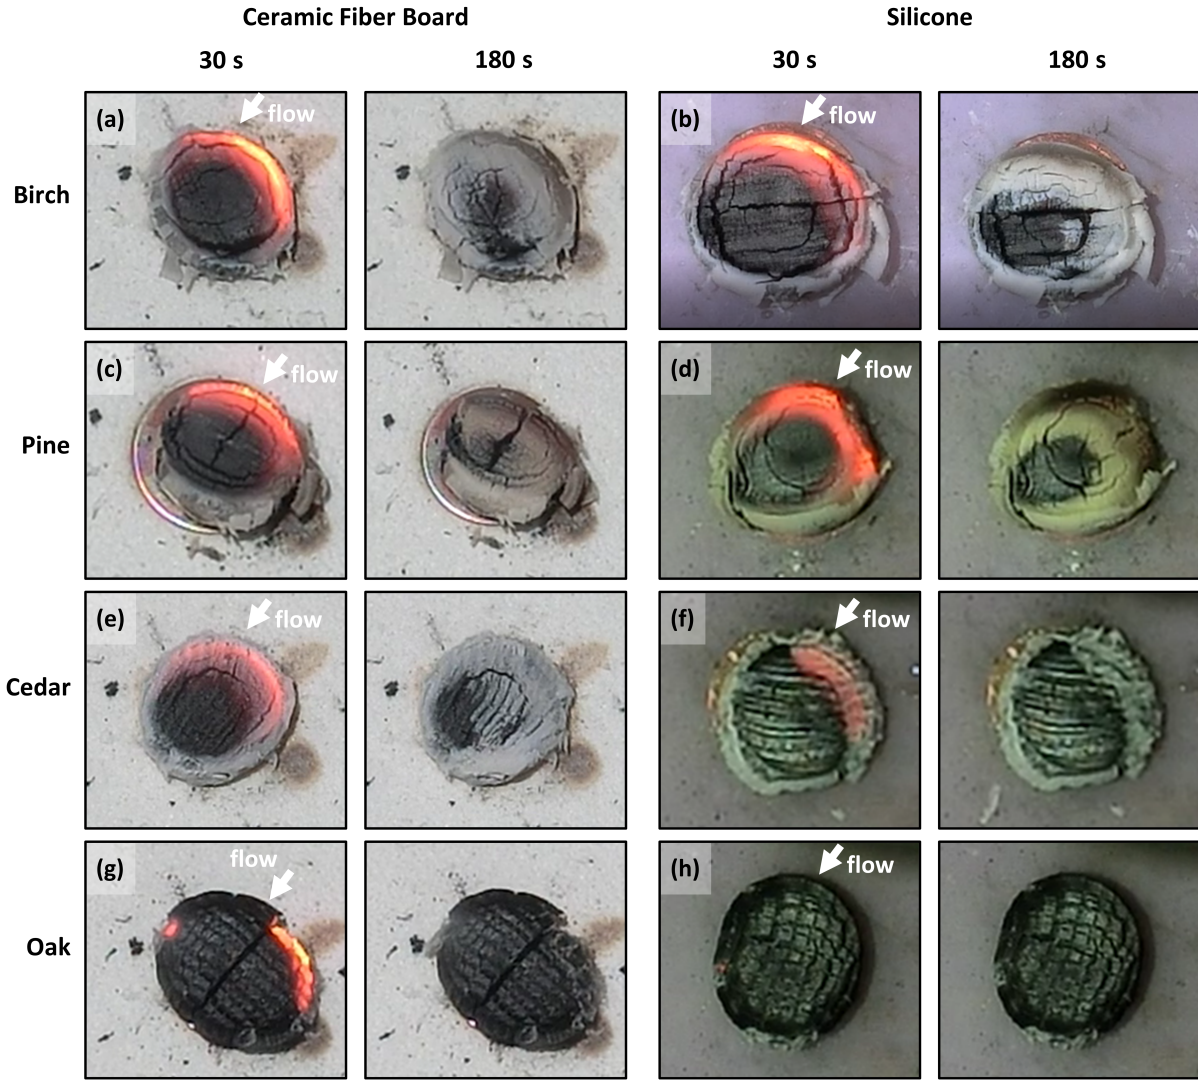 Ceramic Fiber Board
Silicone
30 s
180 s
30 s
180 s
Birch
(a)
flow
(b)
flow
Pine
(c)
flow
(d)
flow
Cedar
(e)
flow
(f)
flow
Oak
(g)
flow
(h)
flow